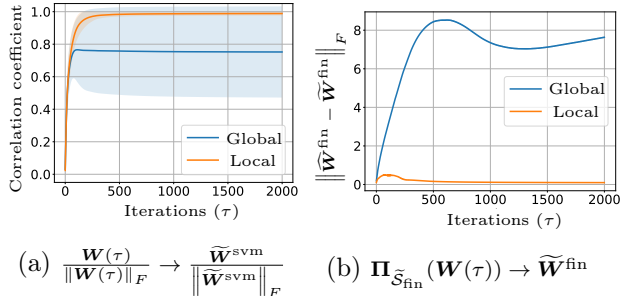 Correlation coefficient
1.0
0.8
0.6
0.4
0.2
0.0
Global
Local
0 500 1000 1500 2000
Iterations (τ)
(a) W(τ) / ‖W(τ)‖_F → W̃^svm / ‖W̃^svm‖_F
‖Ŵ^fin − W̃^fin‖_F
8
6
4
2
0
Global
Local
0 500 1000 1500 2000
Iterations (τ)
(b) Π_S̃fin (W(τ)) → W̃^fin